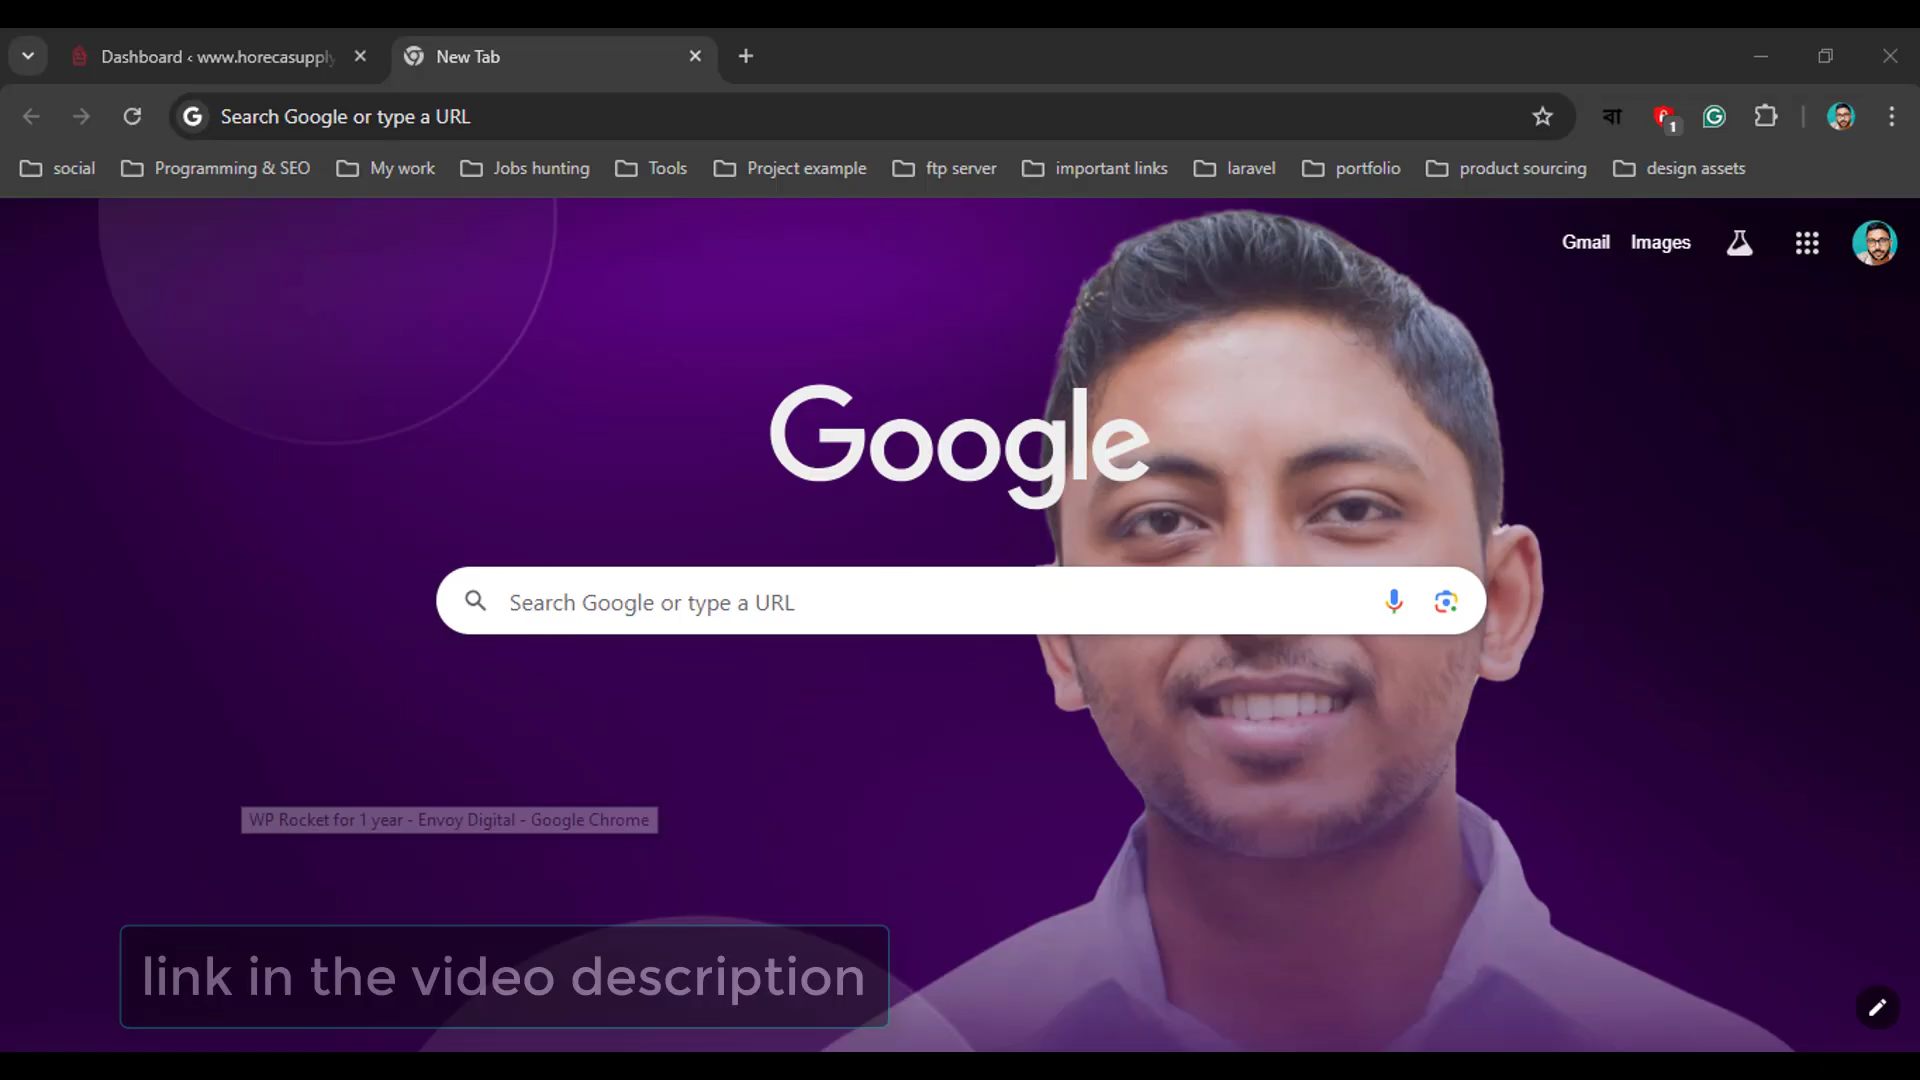 Dashboard ‹ www.horecasupply
New Tab
Search Google or type a URL
বা
1
social
Programming & SEO
My work
Jobs hunting
Tools
Project example
ftp server
important links
laravel
portfolio
product sourcing
design assets
Gmail
Images
Google
Search Google or type a URL
WP Rocket for 1 year - Envoy Digital - Google Chrome
link in the video description